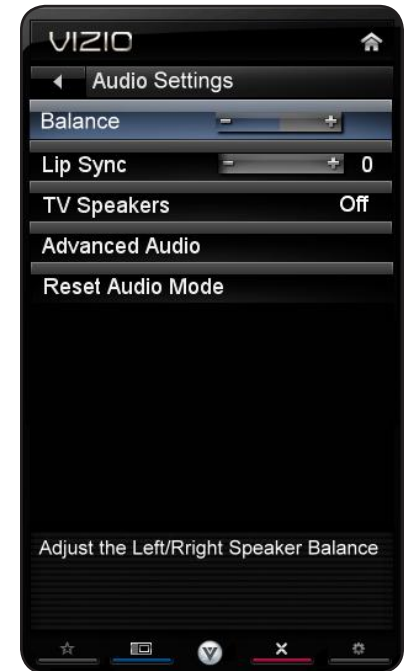 VIZIO
Audio Settings
Balance - +
Lip Sync - + 0
TV Speakers Off
Advanced Audio
Reset Audio Mode
Adjust the Left/Rright Speaker Balance
V